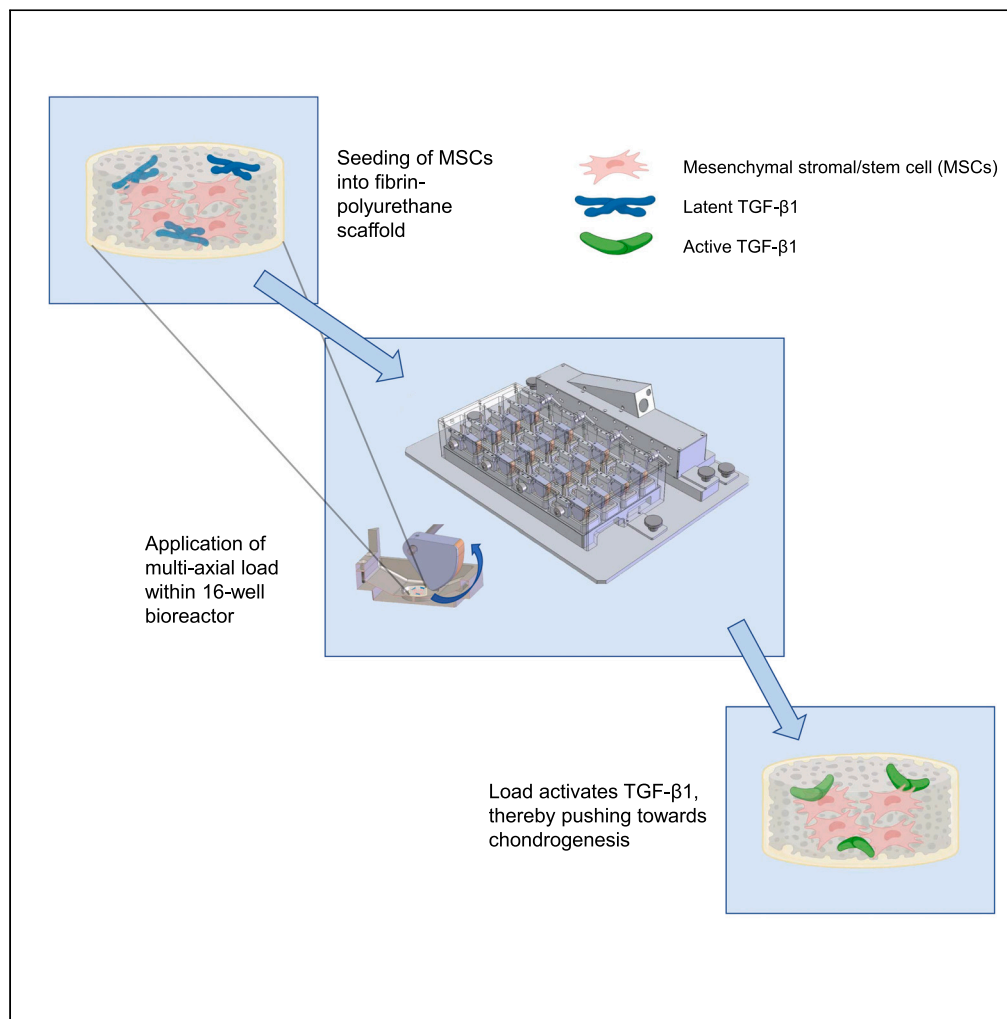 Seeding of MSCs
into fibrin-
polyurethane
scaffold
Mesenchymal stromal/stem cell (MSCs)
Latent TGF-β1
Active TGF-β1
Application of
multi-axial load
within 16-well
bioreactor
Load activates TGF-β1,
thereby pushing towards
chondrogenesis